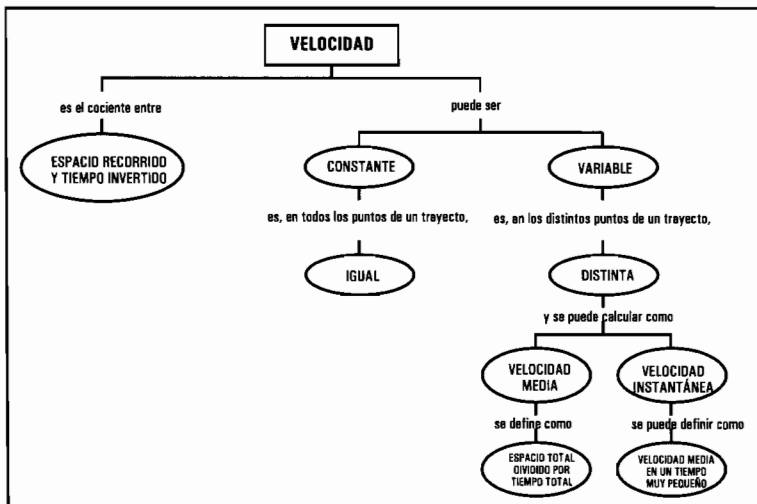 VELOCIDAD
es el cociente entre
puede ser
ESPACIO RECORRIDO
Y TIEMPO INVERTIDO
CONSTANTE
VARIABLE
es, en todos los puntos de un trayecto,
es, en los distintos puntos de un trayecto,
IGUAL
DISTINTA
y se puede calcular como
VELOCIDAD
MEDIA
VELOCIDAD
INSTANTÁNEA
se define como
se puede definir como
ESPACIO TOTAL
DIVIDIDO POR
TIEMPO TOTAL
VELOCIDAD MEDIA
EN UN TIEMPO
MUY PEQUEÑO